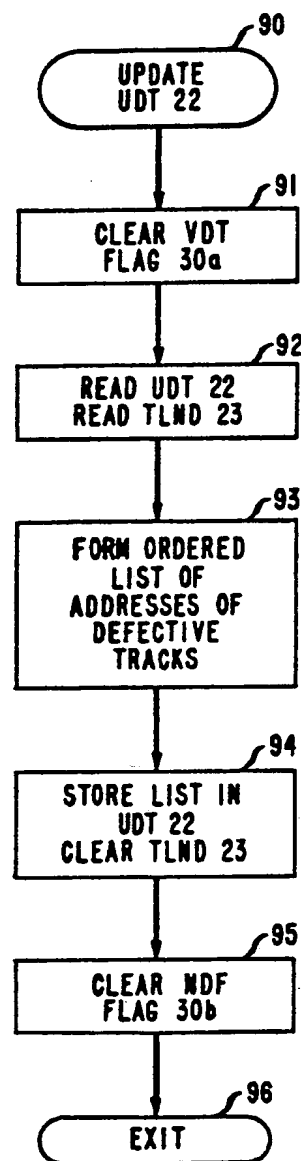 90
UPDATE
UDT 22
91
CLEAR VDT
FLAG 30a
92
READ UDT 22
READ TLND 23
93
FORM ORDERED
LIST OF
ADDRESSES OF
DEFECTIVE
TRACKS
94
STORE LIST IN
UDT 22
CLEAR TLND 23
95
CLEAR NDF
FLAG 30b
96
EXIT